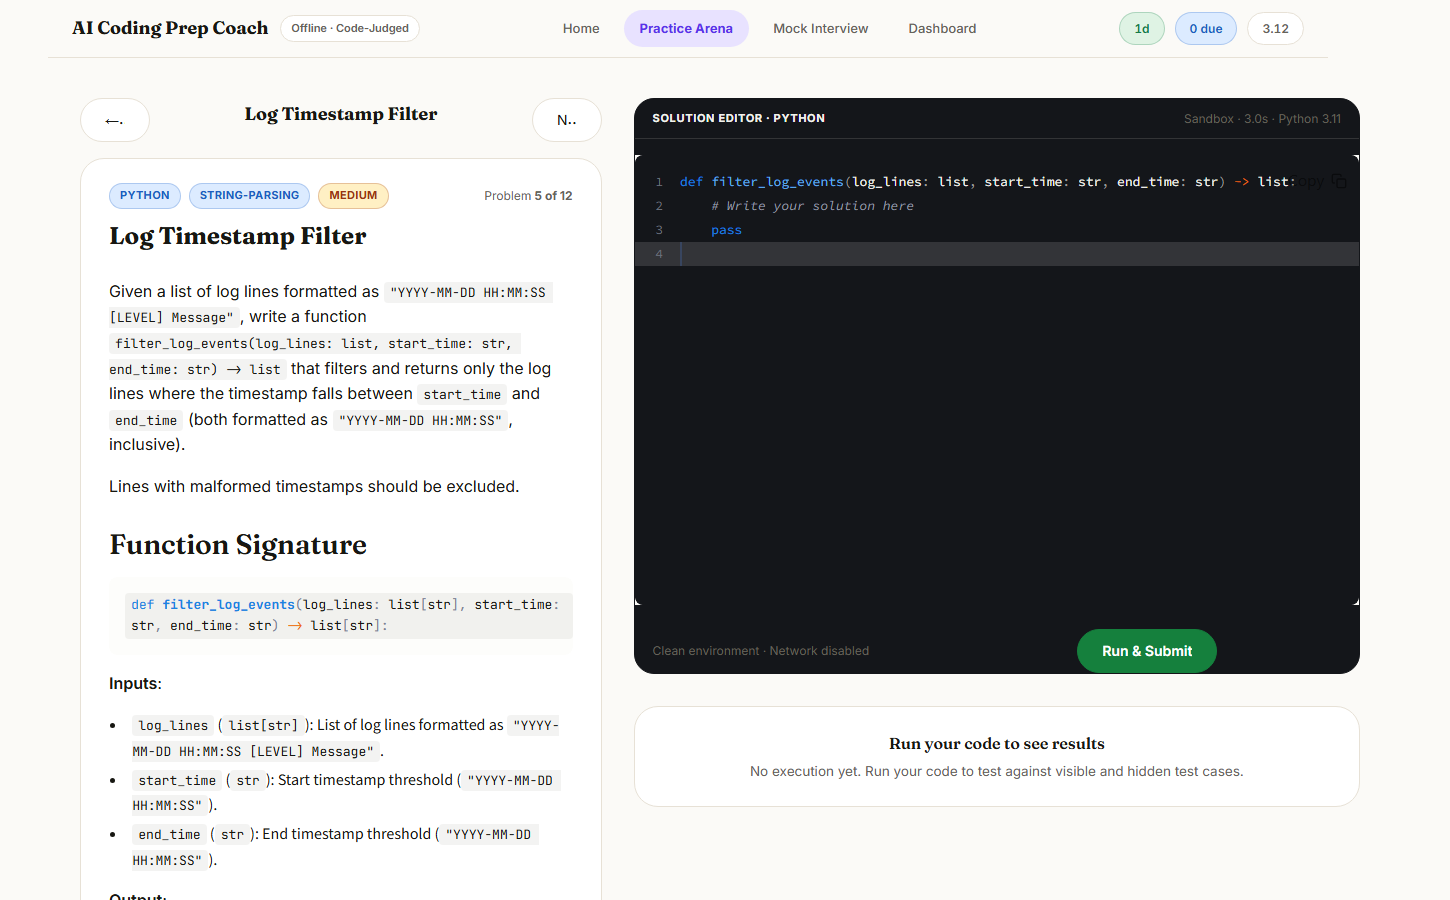 AI Coding Prep Coach
Offline · Code-Judged
Home
Practice Arena
Mock Interview
Dashboard
1d
0 due
3.12
←.
Log Timestamp Filter
N..
PYTHON
STRING-PARSING
MEDIUM
Problem 5 of 12
Log Timestamp Filter
Given a list of log lines formatted as "YYYY-MM-DD HH:MM:SS
[LEVEL] Message" , write a function
filter_log_events(log_lines: list, start_time: str,
end_time: str) -> list that filters and returns only the log
lines where the timestamp falls between start_time and
end_time (both formatted as "YYYY-MM-DD HH:MM:SS" ,
inclusive).
Lines with malformed timestamps should be excluded.
Function Signature
def filter_log_events(log_lines: list[str], start_time:
str, end_time: str) -> list[str]:
Inputs:
• log_lines ( list[str] ): List of log lines formatted as "YYYY-
MM-DD HH:MM:SS [LEVEL] Message" .
• start_time ( str ): Start timestamp threshold ( "YYYY-MM-DD
HH:MM:SS" ).
• end_time ( str ): End timestamp threshold ( "YYYY-MM-DD
HH:MM:SS" ).
Output:
SOLUTION EDITOR · PYTHON
Sandbox · 3.0s · Python 3.11
1 def filter_log_events(log_lines: list, start_time: str, end_time: str) -> list:
Copy
2 # Write your solution here
3 pass
4
Clean environment · Network disabled
Run & Submit
Run your code to see results
No execution yet. Run your code to test against visible and hidden test cases.